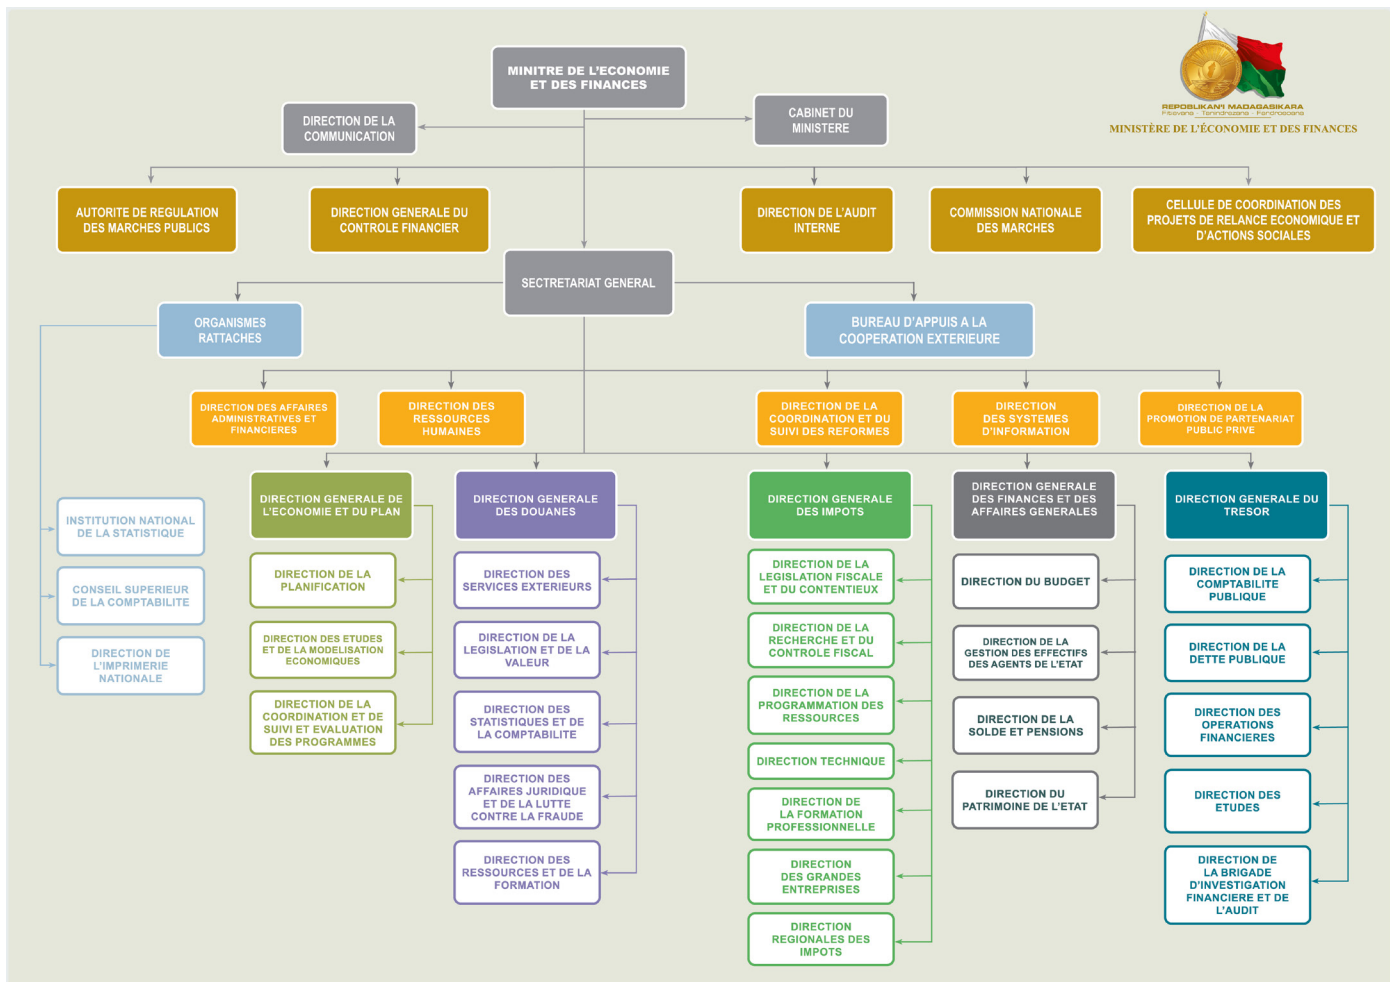 MINITRE DE L'ECONOMIE
ET DES FINANCES
REPOBLIKAN'I MADAGASIKARA
Fitiavana - Tanindrazana - Fandrosoana
MINISTÈRE DE L'ÉCONOMIE ET DES FINANCES
DIRECTION DE LA
COMMUNICATION
CABINET DU
MINISTERE
AUTORITE DE REGULATION
DES MARCHES PUBLICS
DIRECTION GENERALE DU
CONTROLE FINANCIER
DIRECTION DE L'AUDIT
INTERNE
COMMISSION NATIONALE
DES MARCHES
CELLULE DE COORDINATION DES
PROJETS DE RELANCE ECONOMIQUE ET
D'ACTIONS SOCIALES
SECTRETARIAT GENERAL
ORGANISMES
RATTACHES
BUREAU D'APPUIS A LA
COOPERATION EXTERIEURE
DIRECTION DES AFFAIRES
ADMINISTRATIVES ET
FINANCIERES
DIRECTION DES
RESSOURCES
HUMAINES
DIRECTION DE LA
COORDINATION ET DU
SUIVI DES REFORMES
DIRECTION
DES SYSTEMES
D'INFORMATION
DIRECTION DE LA
PROMOTION DE PARTENARIAT
PUBLIC PRIVE
INSTITUTION NATIONAL
DE LA STATISTIQUE
CONSEIL SUPERIEUR
DE LA COMPTABILITE
DIRECTION DE
L'IMPRIMERIE
NATIONALE
DIRECTION GENERALE DE
L'ECONOMIE ET DU PLAN
DIRECTION DE LA
PLANIFICATION
DIRECTION DES ETUDES
ET DE LA MODELISATION
ECONOMIQUES
DIRECTION DE LA
COORDINATION ET DE
SUIVI ET EVALUATION
DES PROGRAMMES
DIRECTION GENERALE
DES DOUANES
DIRECTION DES
SERVICES EXTERIEURS
DIRECTION DE LA
LEGISLATION ET DE LA
VALEUR
DIRECTION DES
STATISTIQUES ET DE
LA COMPTABILITE
DIRECTION DES
AFFAIRES JURIDIQUE
ET DE LA LUTTE
CONTRE LA FRAUDE
DIRECTION DES
RESSOURCES ET DE LA
FORMATION
DIRECTION GENERALE
DES IMPOTS
DIRECTION DE LA
LEGISLATION FISCALE
ET DU CONTENTIEUX
DIRECTION DE LA
RECHERCHE ET DU
CONTROLE FISCAL
DIRECTION DE LA
PROGRAMMATION DES
RESSOURCES
DIRECTION TECHNIQUE
DIRECTION DE
LA FORMATION
PROFESSIONNELLE
DIRECTION
DES GRANDES
ENTREPRISES
DIRECTION
REGIONALES DES
IMPOTS
DIRECTION GENERALE
DES FINANCES ET DES
AFFAIRES GENERALES
DIRECTION DU BUDGET
DIRECTION DE LA
GESTION DES EFFECTIFS
DES AGENTS DE L'ETAT
DIRECTION DE LA
SOLDE ET PENSIONS
DIRECTION DU
PATRIMOINE DE L'ETAT
DIRECTION GENERALE DU
TRESOR
DIRECTION DE LA
COMPTABILITE
PUBLIQUE
DIRECTION DE LA
DETTE PUBLIQUE
DIRECTION DES
OPERATIONS
FINANCIERES
DIRECTION DES
ETUDES
DIRECTION DE
LA BRIGADE
D'INVESTIGATION
FINANCIERE ET DE
L'AUDIT